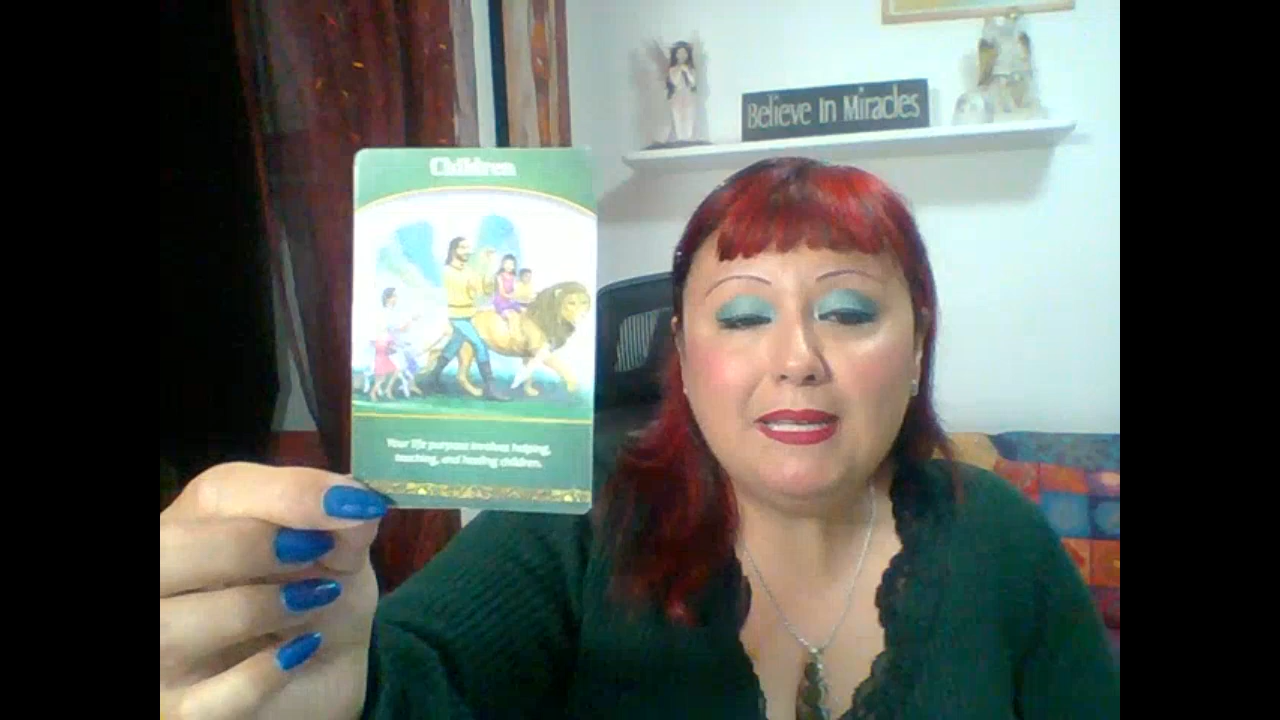 Believe In Miracles
Children
Your life purpose involves helping,
teaching, and healing children.